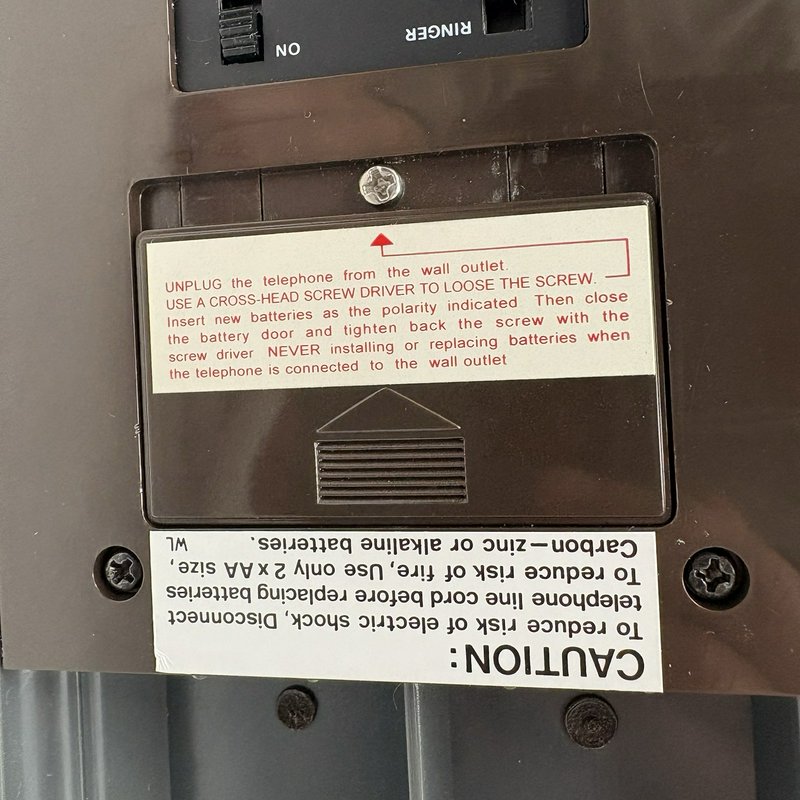 ON
RINGER
UNPLUG the telephone from the wall outlet.
USE A CROSS-HEAD SCREW DRIVER TO LOOSE THE SCREW.
Insert new batteries as the polarity indicated Then close
the battery door and tighten back the screw with the
screw driver NEVER installing or replacing batteries when
the telephone is connected to the wall outlet
CAUTION:
To reduce risk of electric shock, Disconnect
telephone line cord before replacing batteries
To reduce risk of fire, Use only 2 x AA size,
Carbon-zinc or alkaline batteries. WL